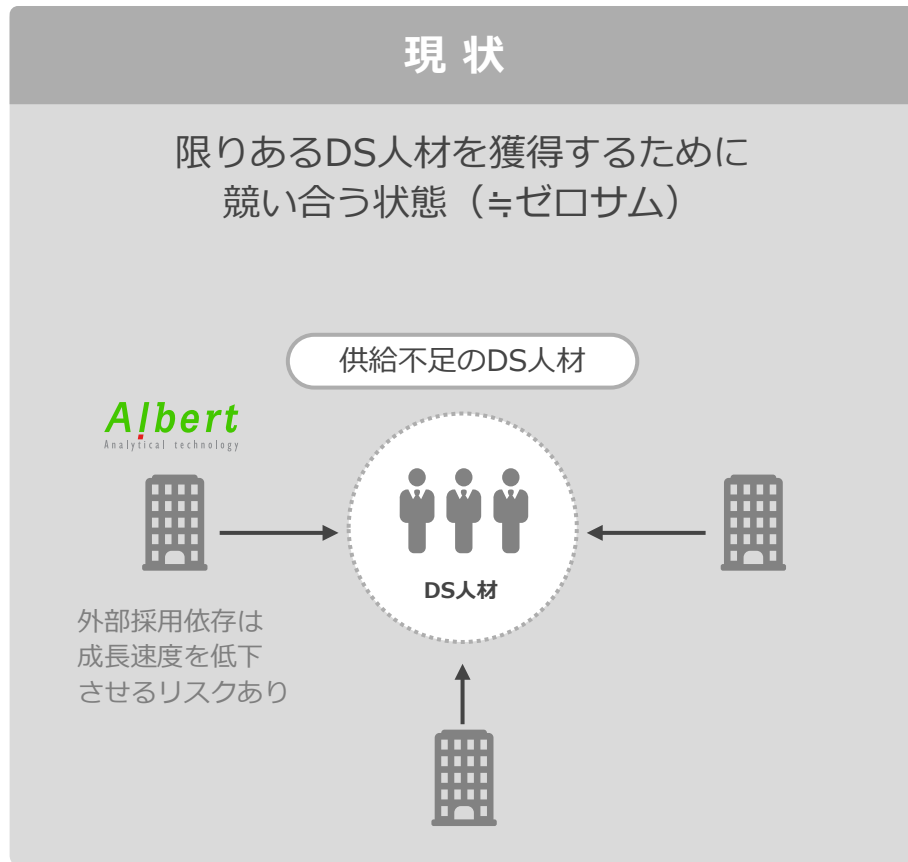 現 状
限りあるDS人材を獲得するために
競い合う状態（≒ゼロサム）
供給不足のDS人材
Albert
Analytical technology
DS人材
外部採用依存は
成長速度を低下
させるリスクあり